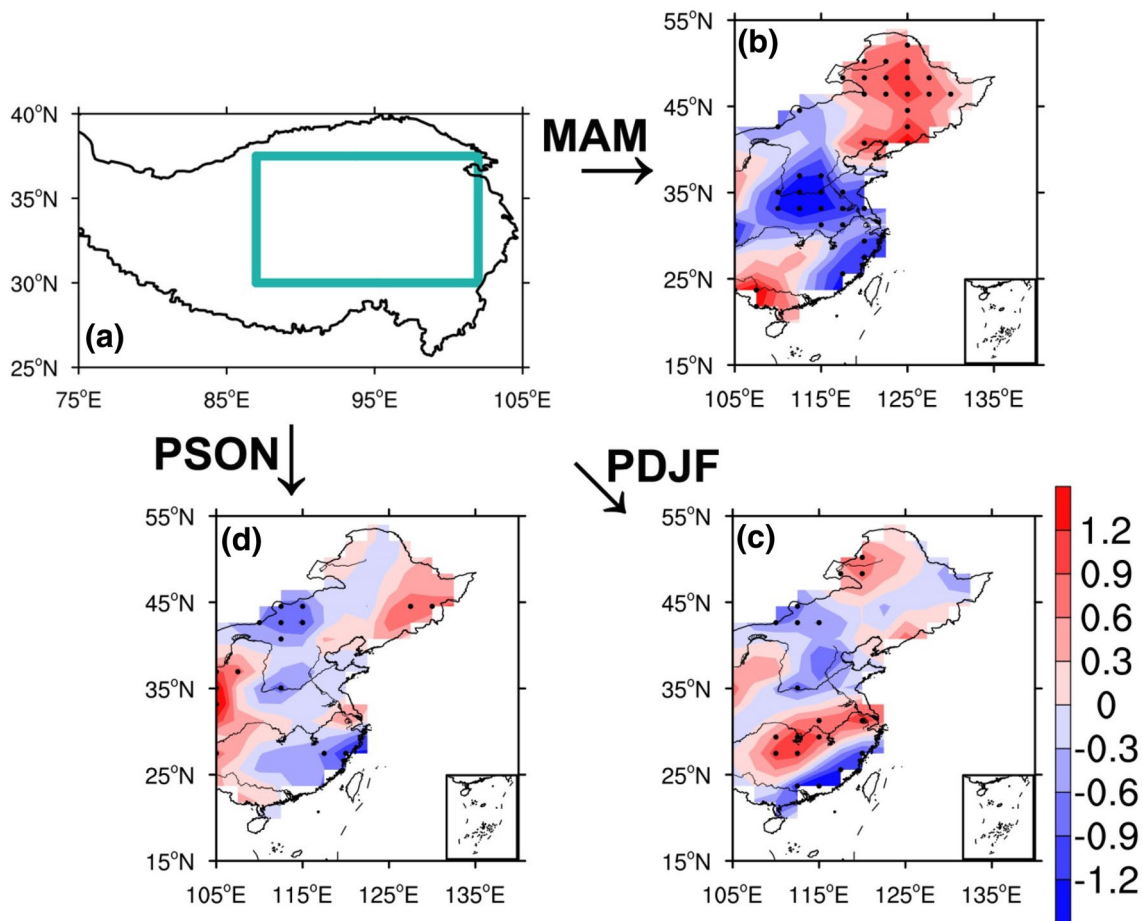 (a)
40°N
35°N
30°N
25°N
75°E 85°E 95°E 105°E
MAM
(b)
55°N
45°N
35°N
25°N
15°N
105°E 115°E 125°E 135°E
PSON
PDJF
(d)
55°N
45°N
35°N
25°N
15°N
105°E 115°E 125°E 135°E
(c)
55°N
45°N
35°N
25°N
15°N
105°E 115°E 125°E 135°E
1.2
0.9
0.6
0.3
0
-0.3
-0.6
-0.9
-1.2